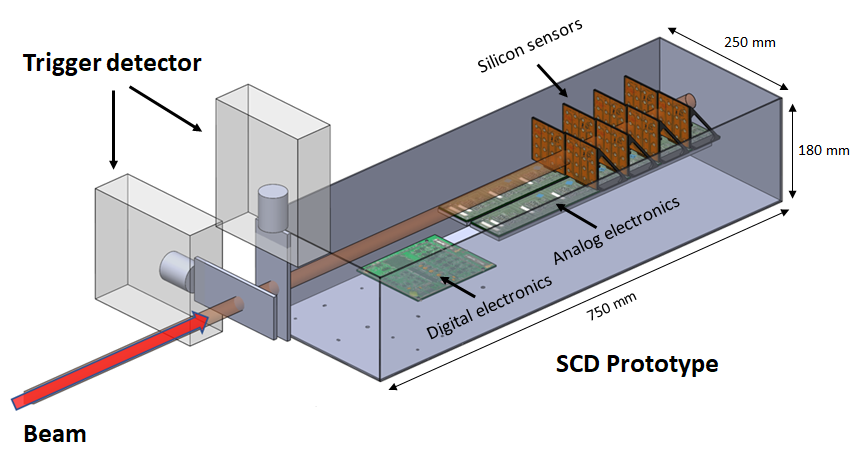 Trigger detector
Silicon sensors
250 mm
180 mm
Analog electronics
Digital electronics
750 mm
SCD Prototype
Beam